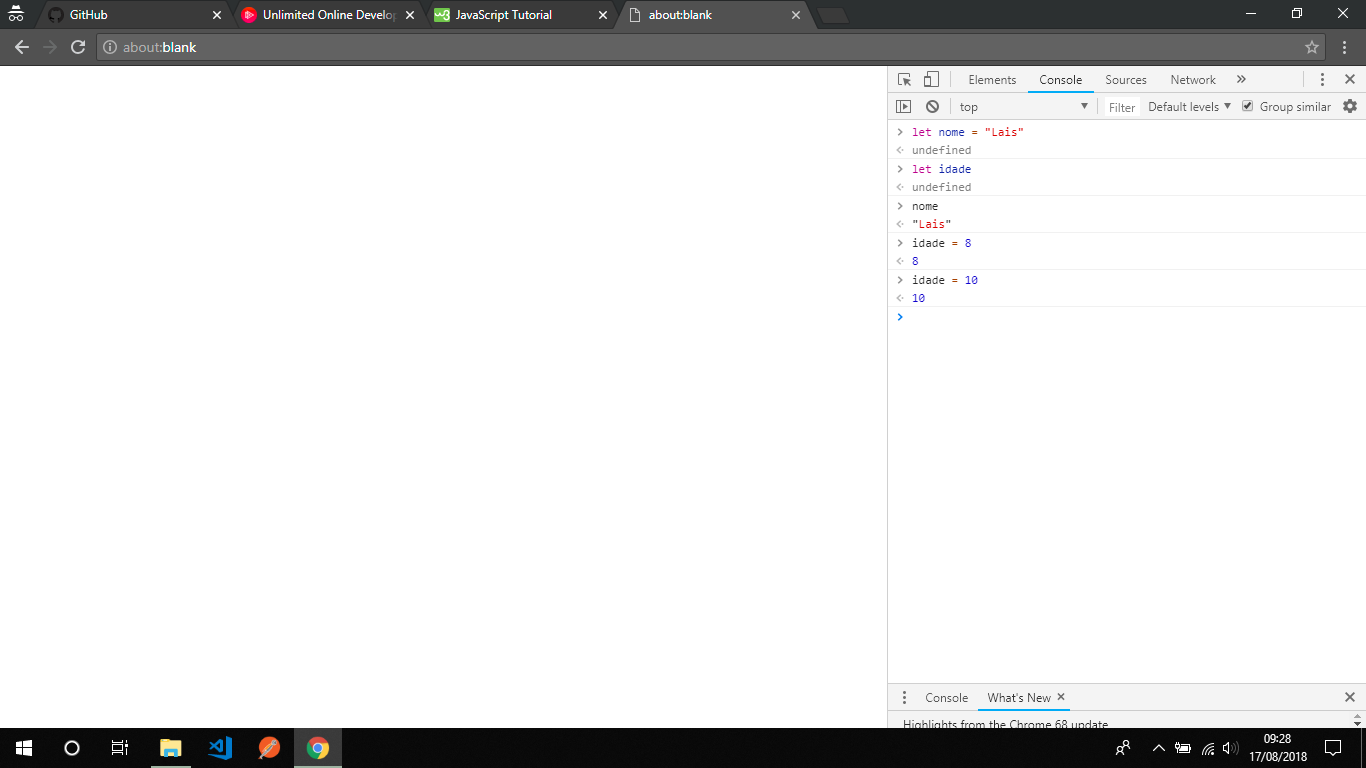 GitHub
Unlimited Online Develop
JavaScript Tutorial
about:blank
about:blank
Elements Console Sources Network
top Filter Default levels Group similar
let nome = "Lais"
undefined
let idade
undefined
nome
"Lais"
idade = 8
8
idade = 10
10
Console What's New
Highlights from the Chrome 68 update
09:28
17/08/2018